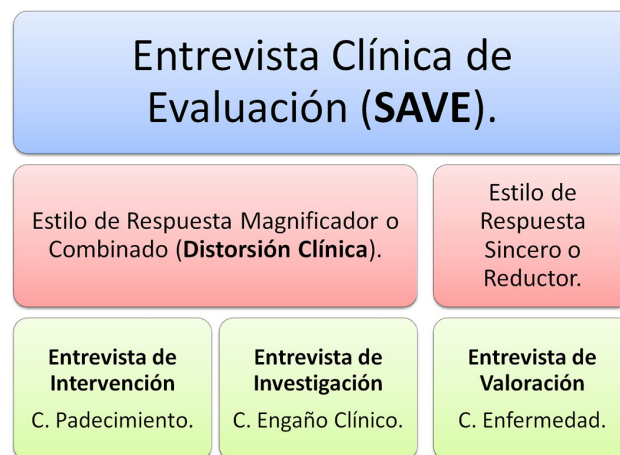 Entrevista Clínica de
Evaluación (SAVE).
Estilo de Respuesta Magnificador o
Combinado (Distorsión Clínica).
Estilo de
Respuesta
Sincero o
Reductor.
Entrevista de
Intervención
C. Padecimiento.
Entrevista de
Investigación
C. Engaño Clínico.
Entrevista de
Valoración
C. Enfermedad.